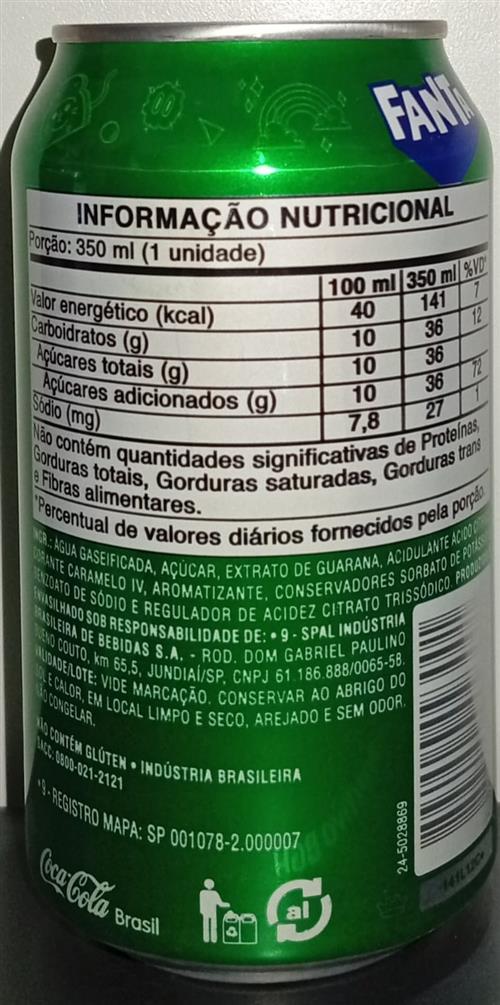 FANTA
INFORMAÇÃO NUTRICIONAL
Porção: 350 ml (1 unidade)
100 ml 350 ml %VD*
Valor energético (kcal) 40 141 7
Carboidratos (g) 10 36 12
Açúcares totais (g) 10 36
Açúcares adicionados (g) 10 36 72
Sódio (mg) 7,8 27 1
Não contém quantidades significativas de Proteínas,
Gorduras totais, Gorduras saturadas, Gorduras trans
e Fibras alimentares.
*Percentual de valores diários fornecidos pela porção.
INGR.: ÁGUA GASEIFICADA, AÇÚCAR, EXTRATO DE GUARANÁ, ACIDULANTE ÁCIDO
CORANTE CARAMELO IV, AROMATIZANTE, CONSERVADORES SORBATO DE
BENZOATO DE SÓDIO E REGULADOR DE ACIDEZ CITRATO TRISSÓDICO.
ENVASILHADO SOB RESPONSABILIDADE DE: • 9 - SPAL INDÚSTRIA
BRASILEIRA DE BEBIDAS S.A. - ROD. DOM GABRIEL PAULINO
BUENO COUTO, km 65,5, JUNDIAÍ/SP, CNPJ 61.186.888/0065-58.
VALIDADE/LOTE: VIDE MARCAÇÃO. CONSERVAR AO ABRIGO DO
SOL E CALOR, EM LOCAL LIMPO E SECO, AREJADO E SEM ODOR.
NÃO CONGELAR.
NÃO CONTÉM GLÚTEN • INDÚSTRIA BRASILEIRA
SACC: 0800-021-2121
• 9 - REGISTRO MAPA: SP 001078-2.000007
24-5028869
Coca-Cola Brasil
al